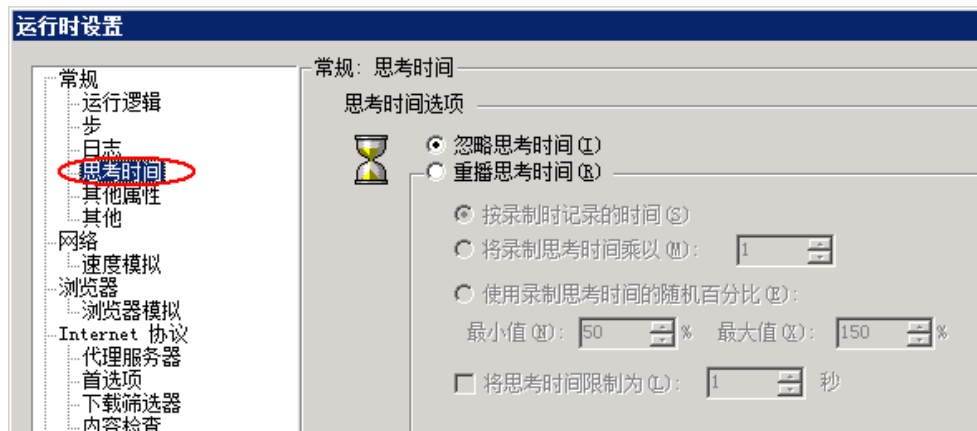 运行时设置
常规
运行逻辑
步
日志
思考时间
其他属性
其他
网络
速度模拟
浏览器
浏览器模拟
Internet 协议
代理服务器
首选项
下载筛选器
内容检查
常规: 思考时间
思考时间选项
忽略思考时间(I)
重播思考时间(R)
按录制时记录的时间(S)
将录制思考时间乘以(M): 1
使用录制思考时间的随机百分比(E):
最小值(N): 50 % 最大值(X): 150 %
将思考时间限制为(L): 1 秒